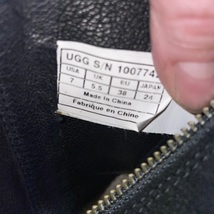 UGG S/N 100774
USA UK EU JAPAN
7 5.5 38 24
Made in China
Fabriqué en Chine